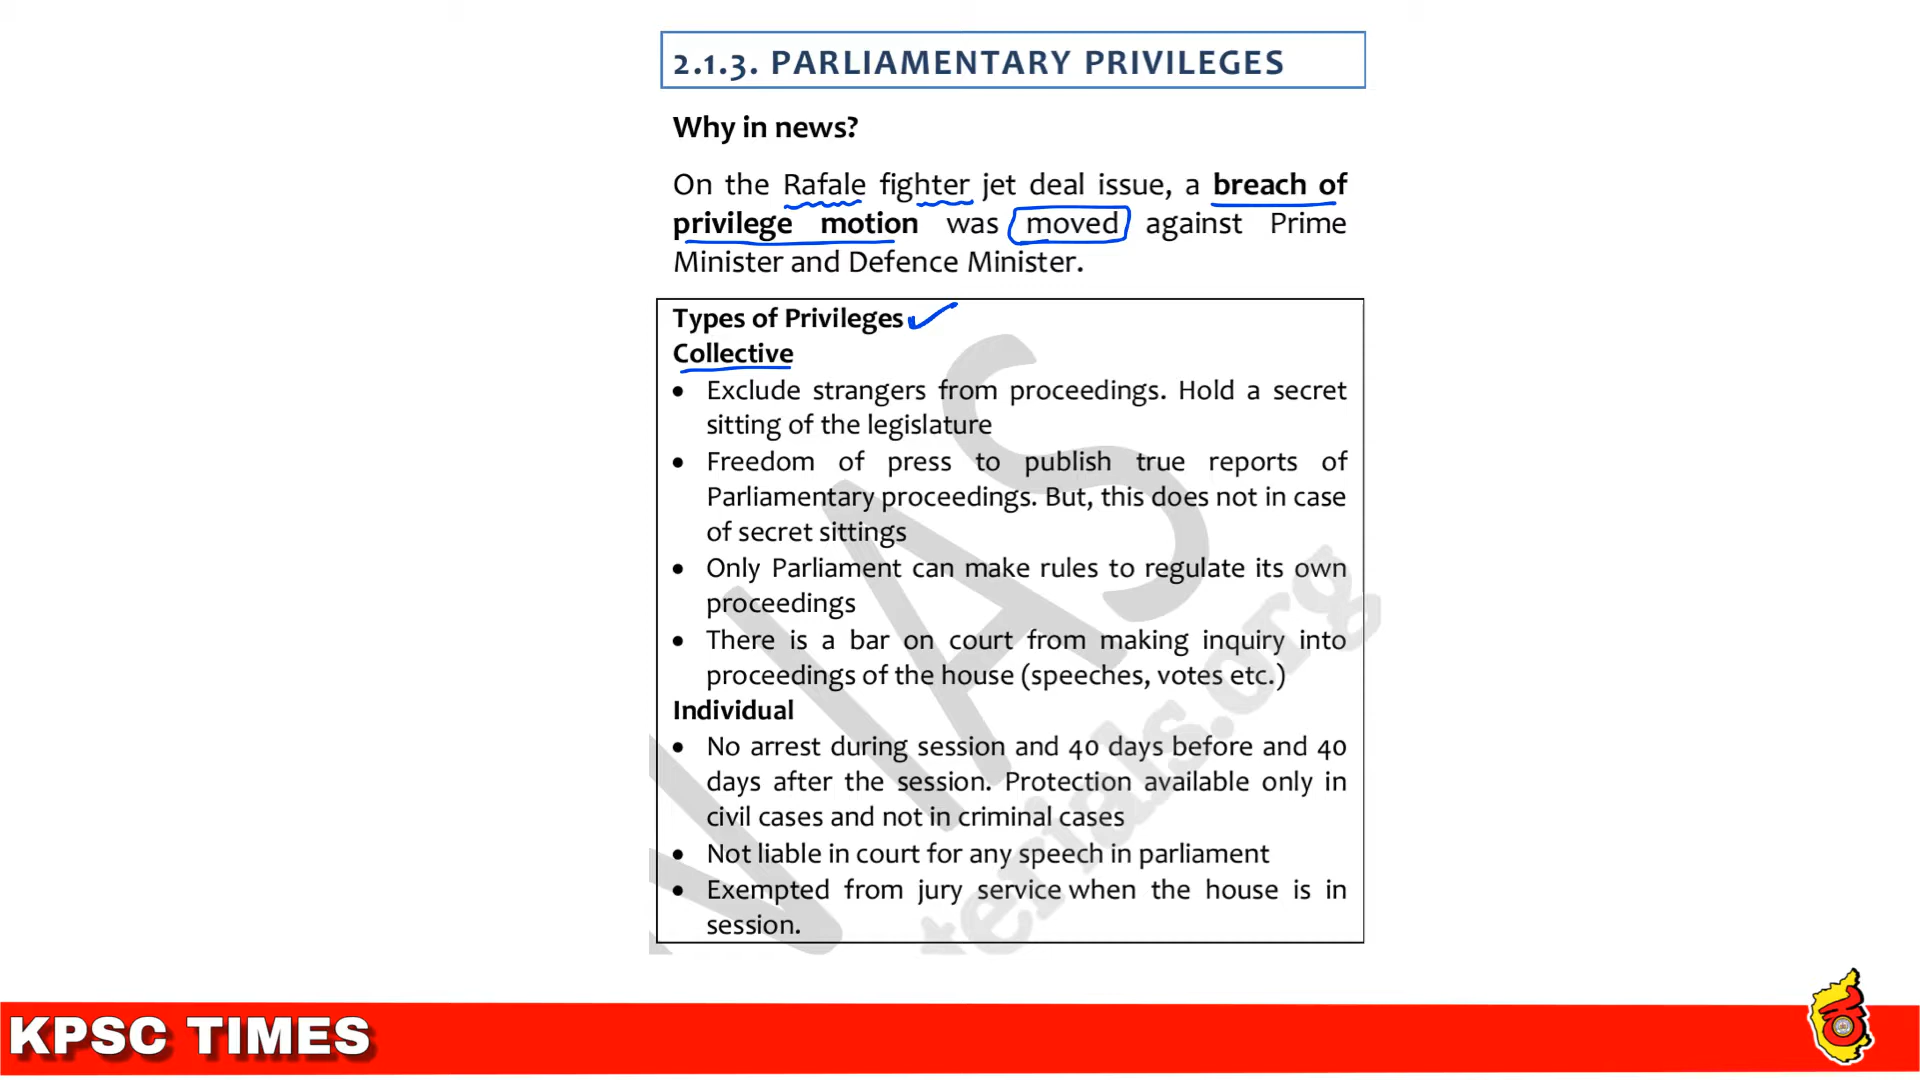 2.1.3. PARLIAMENTARY PRIVILEGES
Why in news?
On the Rafale fighter jet deal issue, a breach of
privilege motion was moved against Prime
Minister and Defence Minister.
Types of Privileges
Collective
• Exclude strangers from proceedings. Hold a secret
sitting of the legislature
• Freedom of press to publish true reports of
Parliamentary proceedings. But, this does not in case
of secret sittings
• Only Parliament can make rules to regulate its own
proceedings
• There is a bar on court from making inquiry into
proceedings of the house (speeches, votes etc.)
Individual
• No arrest during session and 40 days before and 40
days after the session. Protection available only in
civil cases and not in criminal cases
• Not liable in court for any speech in parliament
• Exempted from jury service when the house is in
session.
KPSC TIMES